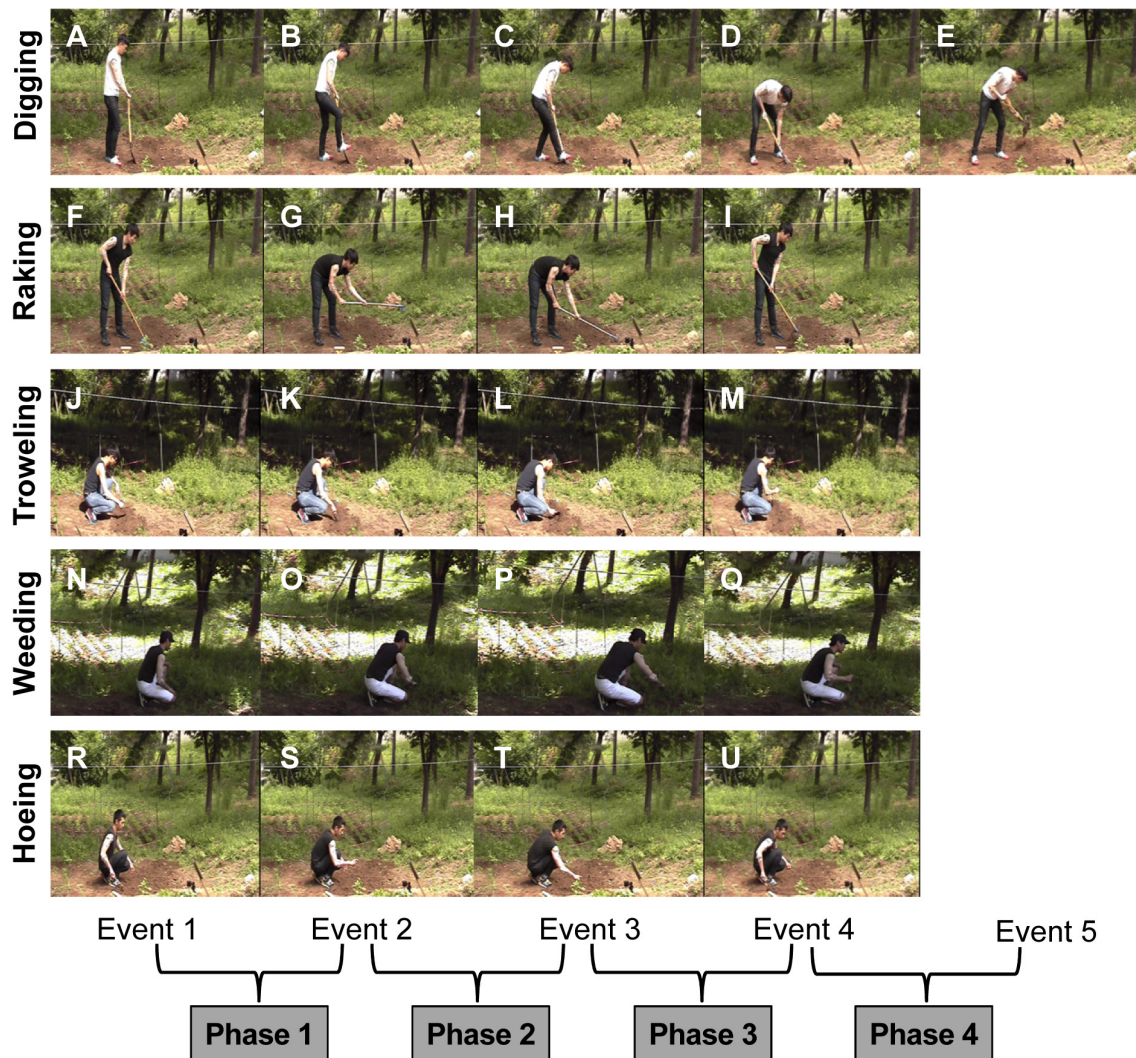 Digging
A B C D E
Raking
F G H I
Troweling
J K L M
Weeding
N O P Q
Hoeing
R S T U
Event 1 Event 2 Event 3 Event 4 Event 5
Phase 1 Phase 2 Phase 3 Phase 4